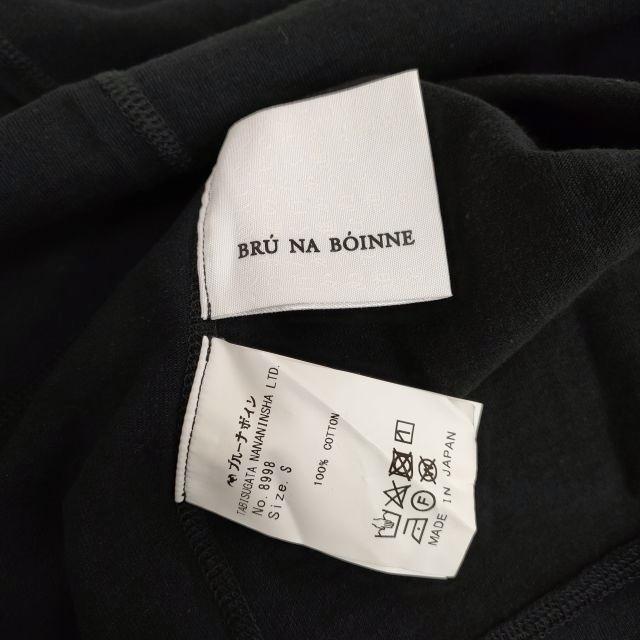 BRÚ NA BÓINNE
ブルーナボイン
TABISUGATA NANANINSHA LTD.
No. 8998
Size. S
100% COTTON
MADE IN JAPAN